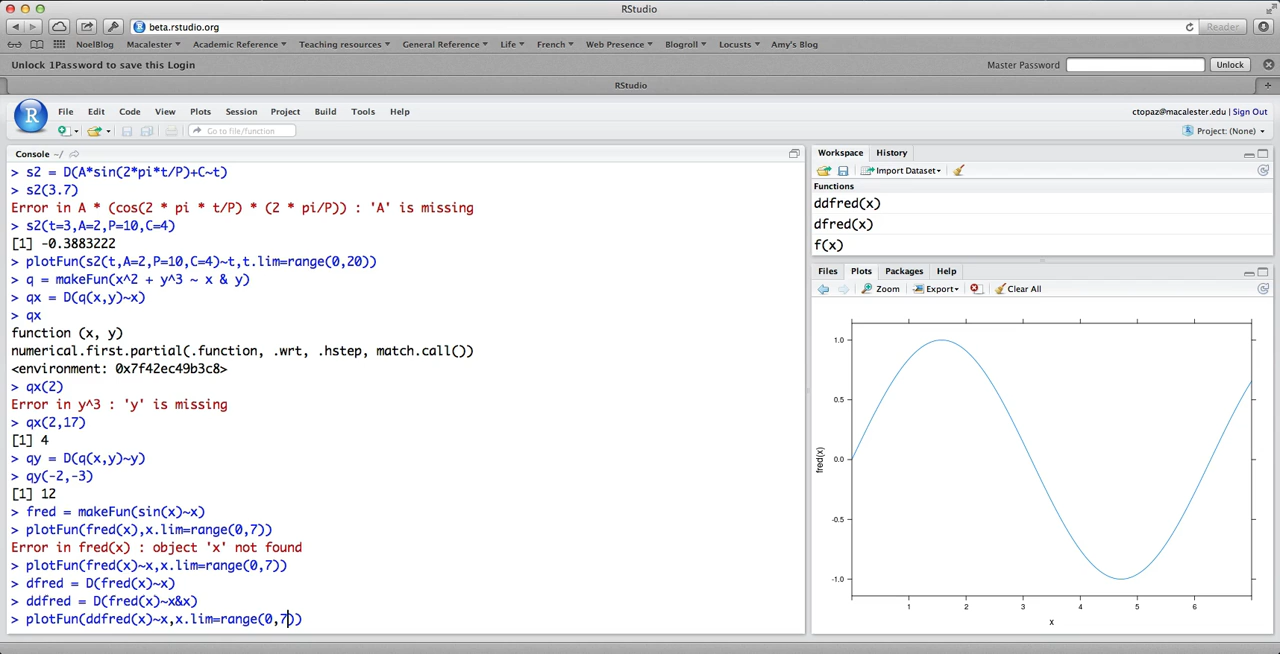 RStudio
beta.rstudio.org
Reader
NoelBlog Macalester Academic Reference Teaching resources General Reference Life French Web Presence Blogroll Locusts Amy's Blog
Unlock 1Password to save this Login
Master Password
Unlock
RStudio
R
File Edit Code View Plots Session Project Build Tools Help
ctopaz@macalester.edu | Sign Out
Go to file/function
Project: (None)
Console ~/
> s2 = D(A*sin(2*pi*t/P)+C~t)
> s2(3.7)
Error in A * (cos(2 * pi * t/P) * (2 * pi/P)) : 'A' is missing
> s2(t=3,A=2,P=10,C=4)
[1] -0.3883222
> plotFun(s2(t,A=2,P=10,C=4)~t,t.lim=range(0,20))
> q = makeFun(x^2 + y^3 ~ x & y)
> qx = D(q(x,y)~x)
> qx
function (x, y)
numerical.first.partial(.function, .wrt, .hstep, match.call())
<environment: 0x7f42ec49b3c8>
> qx(2)
Error in y^3 : 'y' is missing
> qx(2,17)
[1] 4
> qy = D(q(x,y)~y)
> qy(-2,-3)
[1] 12
> fred = makeFun(sin(x)~x)
> plotFun(fred(x),x.lim=range(0,7))
Error in fred(x) : object 'x' not found
> plotFun(fred(x)~x,x.lim=range(0,7))
> dfred = D(fred(x)~x)
> ddfred = D(fred(x)~x&x)
> plotFun(ddfred(x)~x,x.lim=range(0,7))
Workspace History
Import Dataset
Functions
ddfred(x)
dfred(x)
f(x)
Files Plots Packages Help
Zoom Export Clear All
1.0
0.5
0.0
-0.5
-1.0
fred(x)
1 2 3 4 5 6
x